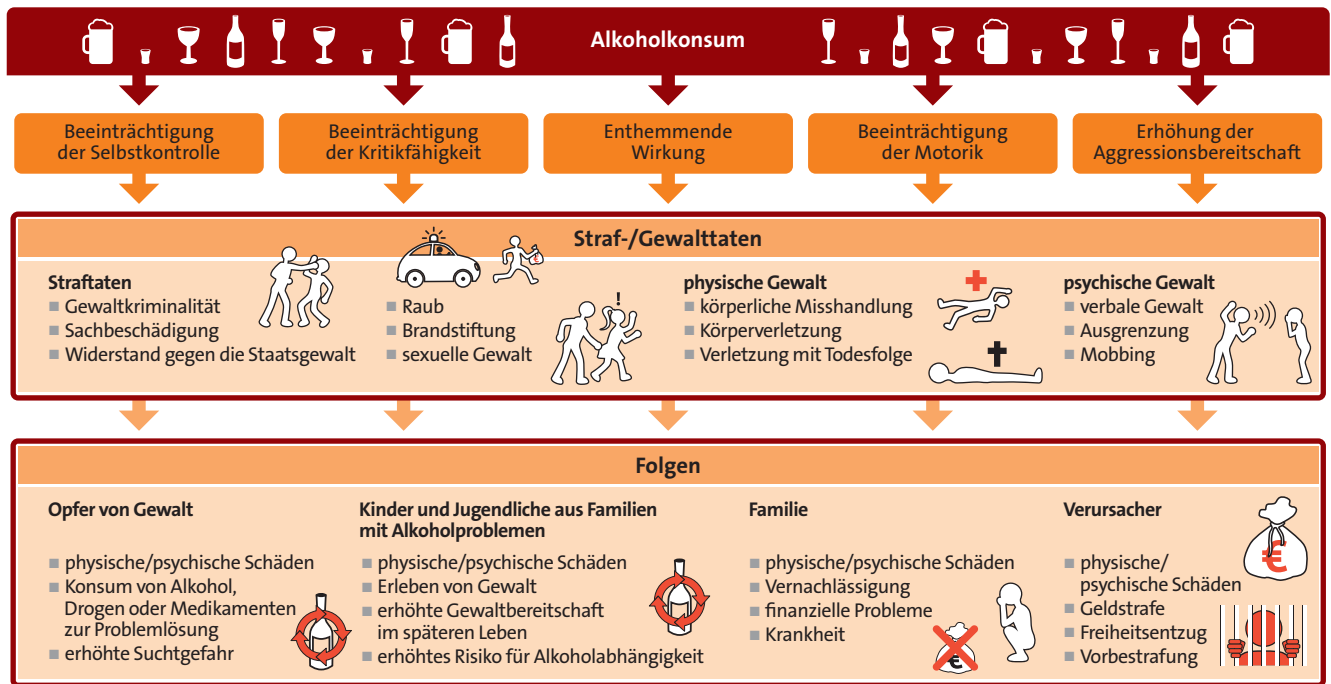 Alkoholkonsum
Beeinträchtigung
der Selbstkontrolle
Beeinträchtigung
der Kritikfähigkeit
Enthemmende
Wirkung
Beeinträchtigung
der Motorik
Erhöhung der
Aggressionsbereitschaft
Straf-/Gewalttaten
Straftaten
Gewaltkriminalität
Sachbeschädigung
Widerstand gegen die Staatsgewalt
€
Raub
Brandstiftung
sexuelle Gewalt
!
physische Gewalt
körperliche Misshandlung
Körperverletzung
Verletzung mit Todesfolge
psychische Gewalt
verbale Gewalt
Ausgrenzung
Mobbing
Folgen
Opfer von Gewalt
physische/psychische Schäden
Konsum von Alkohol,
Drogen oder Medikamenten
zur Problemlösung
erhöhte Suchtgefahr
Kinder und Jugendliche aus Familien
mit Alkoholproblemen
physische/psychische Schäden
Erleben von Gewalt
erhöhte Gewaltbereitschaft
im späteren Leben
erhöhtes Risiko für Alkoholabhängigkeit
Familie
physische/psychische Schäden
Vernachlässigung
finanzielle Probleme
Krankheit
€
Verursacher
physische/
psychische Schäden
Geldstrafe
Freiheitsentzug
Vorbestrafung
€